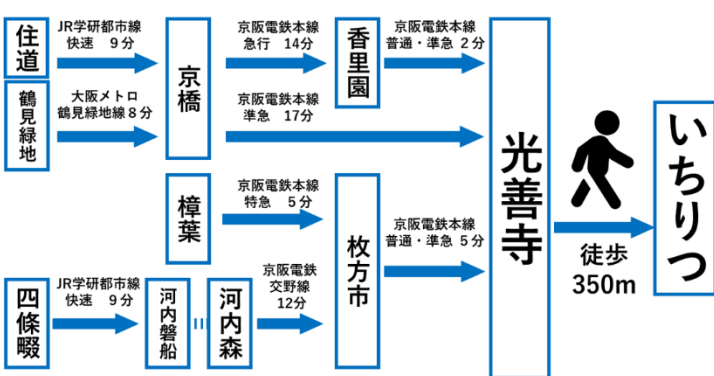 住道
JR学研都市線
快速　9分
京橋
京阪電鉄本線
急行　14分
香里園
京阪電鉄本線
普通・準急 2分
鶴見緑地
大阪メトロ
鶴見緑地線8分
京阪電鉄本線
準急　17分
光善寺
徒歩
350m
いちりつ
樟葉
京阪電鉄本線
特急　5分
枚方市
京阪電鉄本線
普通・準急 5分
四條畷
JR学研都市線
快速　9分
河内磐船
河内森
京阪電鉄
交野線
12分